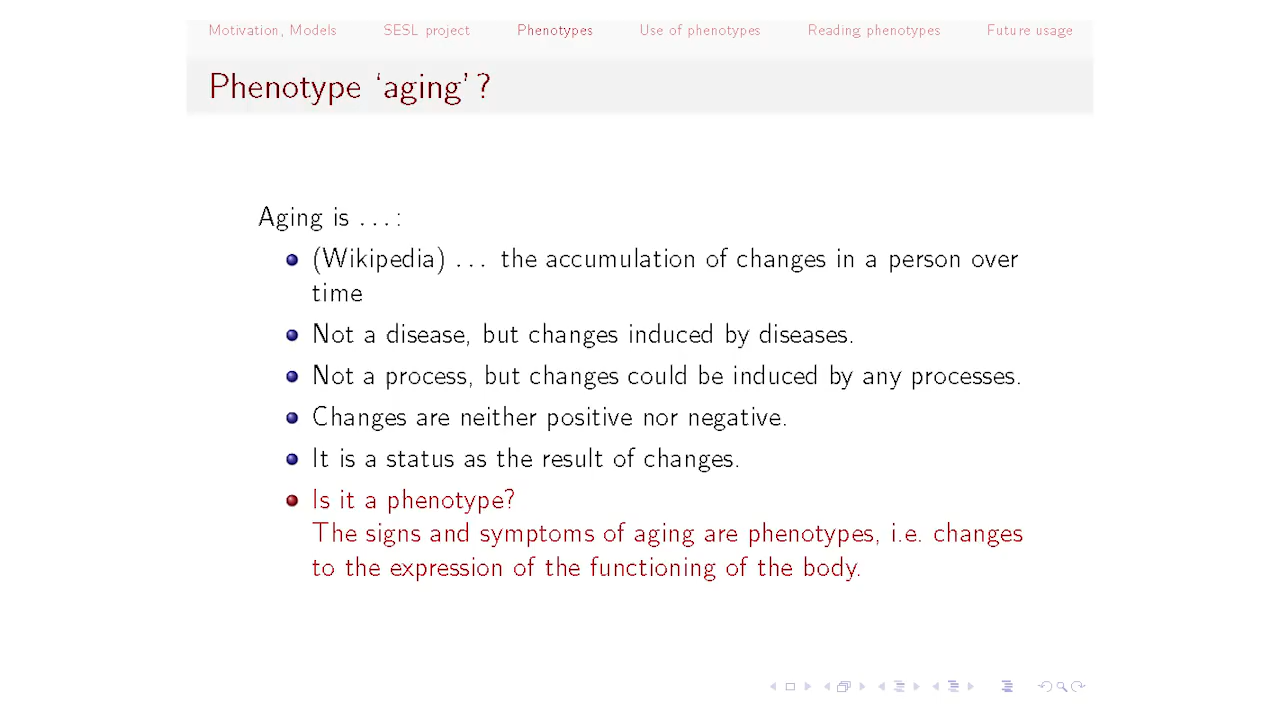 Motivation, Models SESL project Phenotypes Use of phenotypes Reading phenotypes Future usage
Phenotype ‘aging’?
Aging is . . . :
(Wikipedia) . . . the accumulation of changes in a person over
time
Not a disease, but changes induced by diseases.
Not a process, but changes could be induced by any processes.
Changes are neither positive nor negative.
It is a status as the result of changes.
Is it a phenotype?
The signs and symptoms of aging are phenotypes, i.e. changes
to the expression of the functioning of the body.